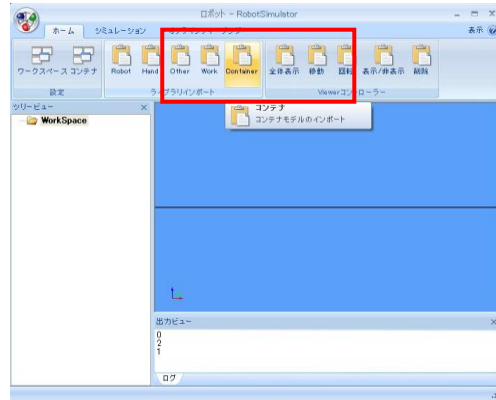 ロボット - RobotSimulator
ホーム シミュレーション
表示
ワークスペース コンテナ Robot Hand Other Work Container 全体表示 移動 回転 表示/非表示 削除
設定 ライブラリインポート Viewerコントローラー
コンテナ
コンテナモデルのインポート
ツリービュー
WorkSpace
出力ビュー
0
2
1
ログ